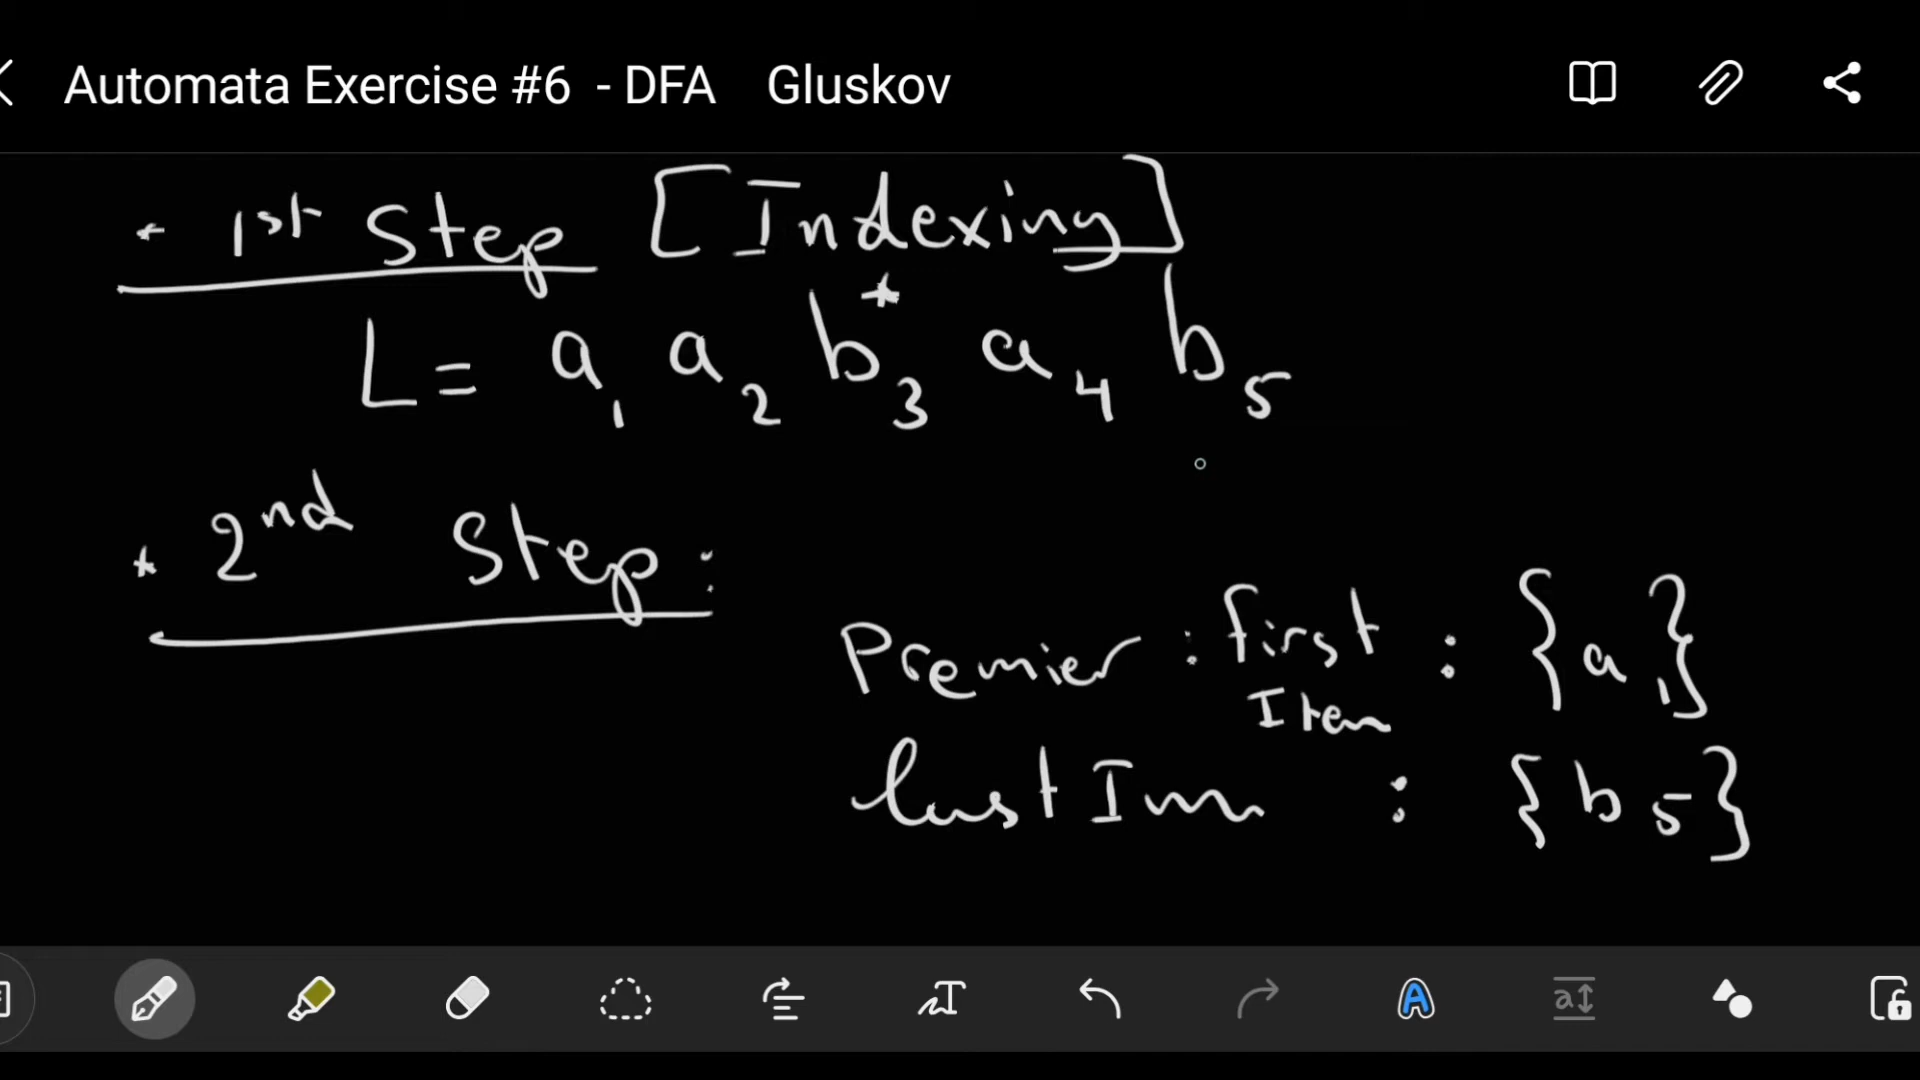 Automata Exercise #6 - DFA Gluskov
* 1st Step [Indexing]
L = a₁ a₂ b₃* a₄ b₅
* 2nd Step :
Premier : first Item : {a₁}
last : {b₅}